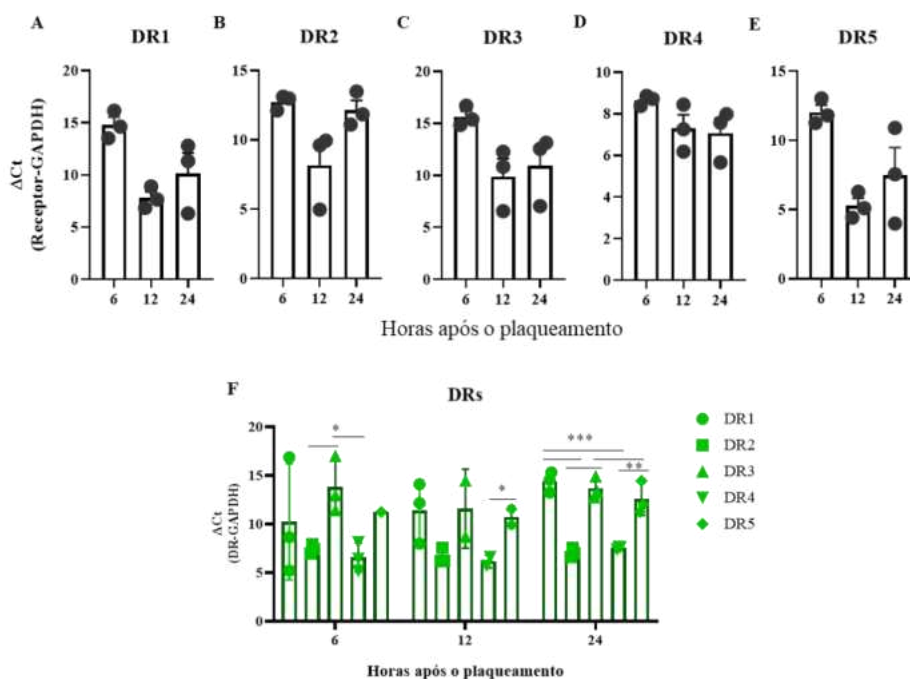 A DR1 B DR2 C DR3 D DR4 E DR5
ΔCt
(Receptor-GAPDH)
20
15
10
5
0
6 12 24
15
10
5
0
6 12 24
20
15
10
5
0
6 12 24
10
8
6
4
2
0
6 12 24
15
10
5
0
6 12 24
Horas após o plaqueamento
F DRs
ΔCt
(DR-GAPDH)
20
15
10
5
0
* * *** **
6 12 24
Horas após o plaqueamento
DR1
DR2
DR3
DR4
DR5